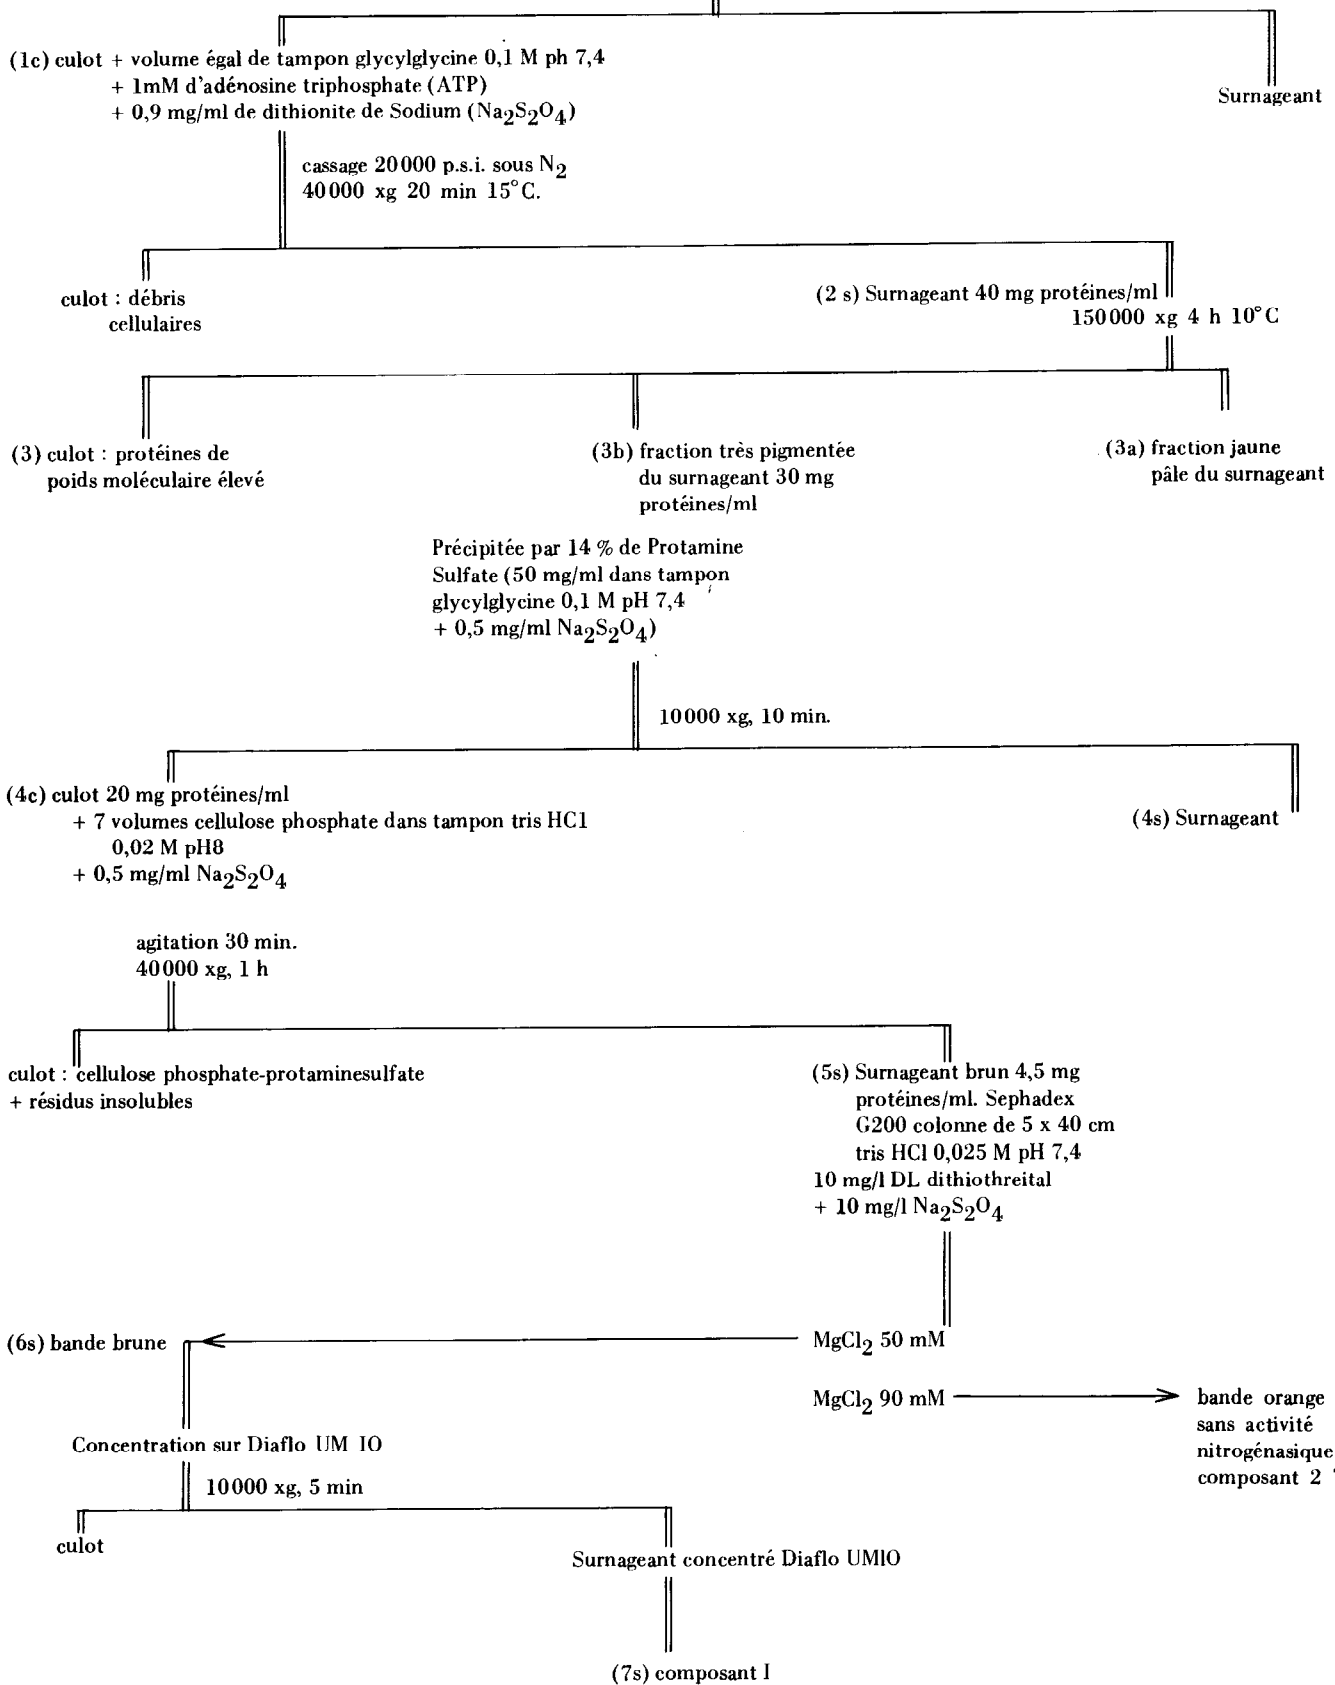 (1c) culot + volume égal de tampon glycylglycine 0,1 M ph 7,4
+ 1mM d'adénosine triphosphate (ATP)
+ 0,9 mg/ml de dithionite de Sodium (Na2S2O4)
Surnageant
cassage 20000 p.s.i. sous N2
40000 xg 20 min 15°C.
culot : débris
cellulaires
(2 s) Surnageant 40 mg protéines/ml
150000 xg 4 h 10°C
(3) culot : protéines de
poids moléculaire élevé
(3b) fraction très pigmentée
du surnageant 30 mg
protéines/ml
(3a) fraction jaune
pâle du surnageant
Précipitée par 14 % de Protamine
Sulfate (50 mg/ml dans tampon
glycylglycine 0,1 M pH 7,4
+ 0,5 mg/ml Na2S2O4)
10000 xg, 10 min.
(4c) culot 20 mg protéines/ml
+ 7 volumes cellulose phosphate dans tampon tris HCl
0,02 M pH8
+ 0,5 mg/ml Na2S2O4
(4s) Surnageant
agitation 30 min.
40000 xg, 1 h
culot : cellulose phosphate-protaminesulfate
+ résidus insolubles
(5s) Surnageant brun 4,5 mg
protéines/ml. Sephadex
G200 colonne de 5 x 40 cm
tris HCl 0,025 M pH 7,4
10 mg/l DL dithiothreital
+ 10 mg/l Na2S2O4
(6s) bande brune
MgCl2 50 mM
MgCl2 90 mM
bande orange
sans activité
nitrogénasique
composant 2
Concentration sur Diaflo UM IO
10000 xg, 5 min
culot
Surnageant concentré Diaflo UMIO
(7s) composant I